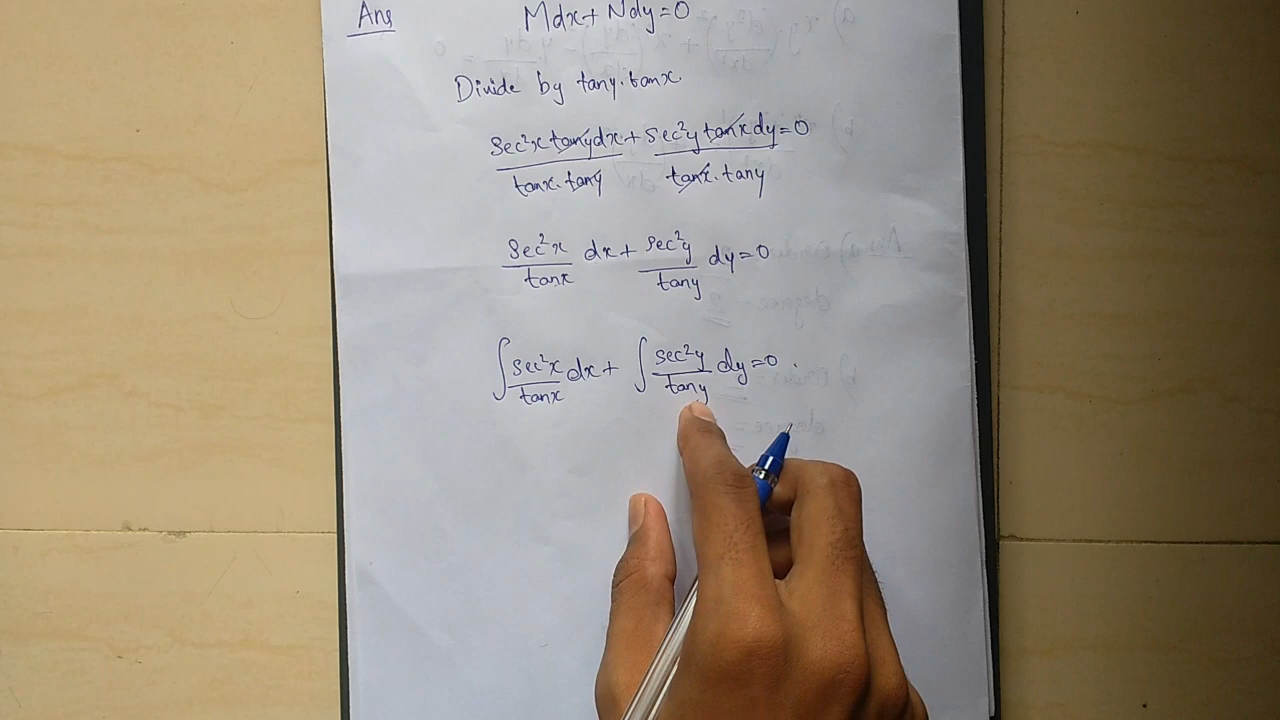 Ans Mdx + Ndy = 0
Divide by tany.tanx.
sec²x tany dx / tanx.tany + sec²y tanx dy / tanx.tany = 0
sec²x / tanx dx + sec²y / tany dy = 0
∫ sec²x / tanx dx + ∫ sec²y / tany dy = 0.